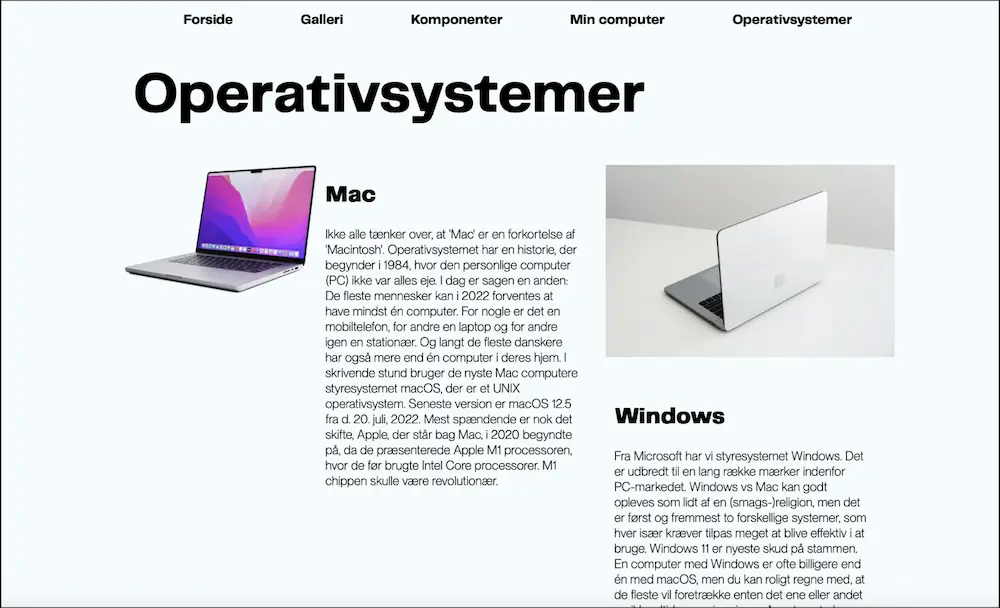 Forside Galleri Komponenter Min computer Operativsystemer
Operativsystemer
Mac
Ikke alle tænker over, at 'Mac' er en forkortelse af
'Macintosh'. Operativsystemet har en historie, der
begynder i 1984, hvor den personlige computer
(PC) ikke var alles eje. I dag er sagen en anden:
De fleste mennesker kan i 2022 forventes at
have mindst én computer. For nogle er det en
mobiltelefon, for andre en laptop og for andre
igen en stationær. Og langt de fleste danskere
har også mere end én computer i deres hjem. I
skrivende stund bruger de nyste Mac computere
styresystemet macOS, der er et UNIX
operativsystem. Seneste version er macOS 12.5
fra d. 20. juli, 2022. Mest spændende er nok det
skifte, Apple, der står bag Mac, i 2020 begyndte
på, da de præsenterede Apple M1 processoren,
hvor de før brugte Intel Core processorer. M1
chippen skulle være revolutionær.
Windows
Fra Microsoft har vi styresystemet Windows. Det
er udbredt til en lang række mærker indenfor
PC-markedet. Windows vs Mac kan godt
opleves som lidt af en (smags-)religion, men det
er først og fremmest to forskellige systemer, som
hver især kræver tilpas meget at blive effektiv i at
bruge. Windows 11 er nyeste skud på stammen.
En computer med Windows er ofte billigere end
én med macOS, men du kan roligt regne med, at
de fleste vil foretrække enten det ene eller andet